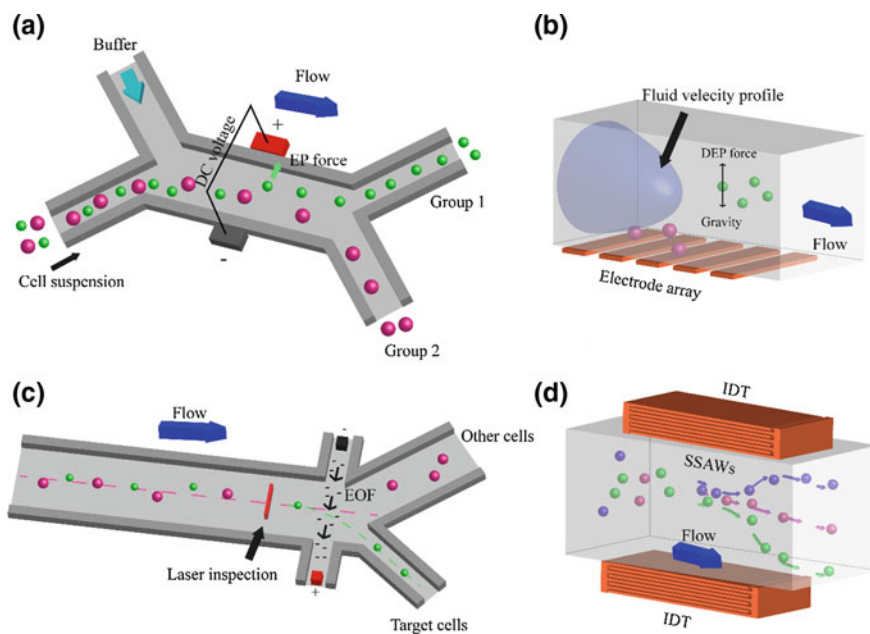 (a)
Buffer
Flow
+
DC voltage
EP force
Group 1
Cell suspension
-
Group 2
(b)
Fluid velecity profile
DEP force
Gravity
Flow
Electrode array
(c)
Flow
Other cells
EOF
Laser inspection
+
Target cells
(d)
IDT
SSAWs
Flow
IDT